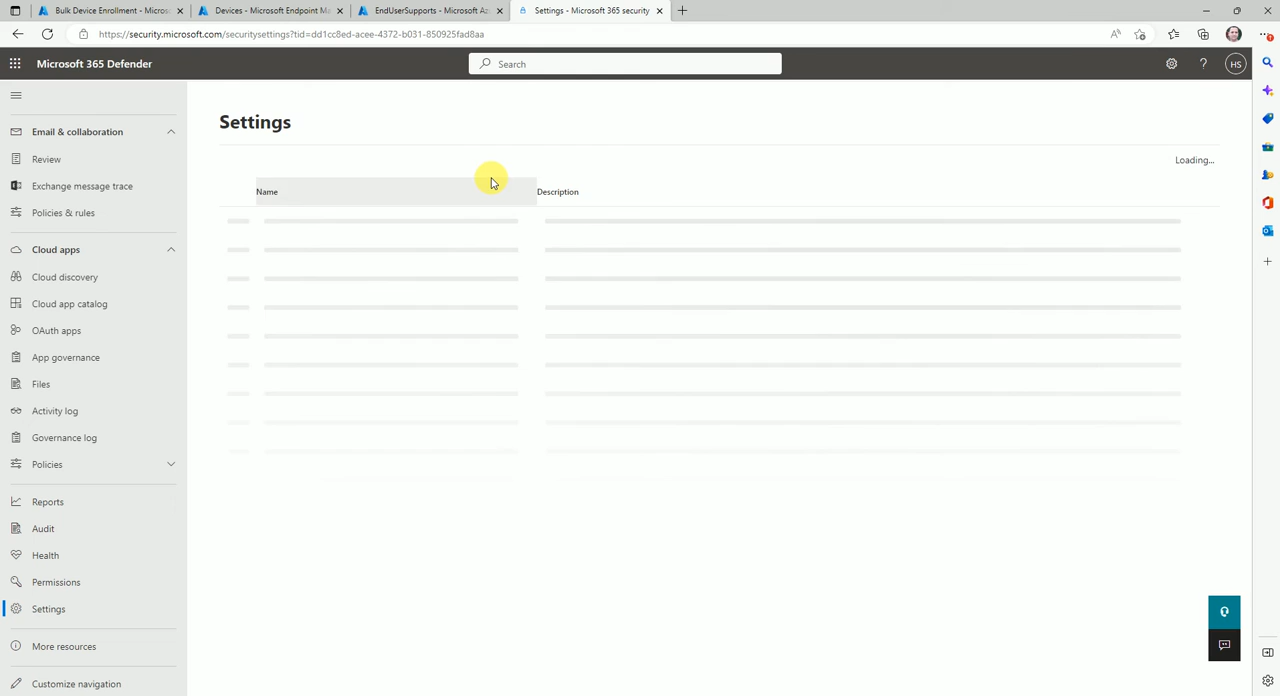 Bulk Device Enrollment - Microso
Devices - Microsoft Endpoint Ma
EndUserSupports - Microsoft Az
Settings - Microsoft 365 security
https://security.microsoft.com/securitysettings?tid=dd1cc8ed-acee-4372-b031-850925fad8aa
Microsoft 365 Defender
Search
HS
Settings
Loading...
Name
Description
Email & collaboration
Review
Exchange message trace
Policies & rules
Cloud apps
Cloud discovery
Cloud app catalog
OAuth apps
App governance
Files
Activity log
Governance log
Policies
Reports
Audit
Health
Permissions
Settings
More resources
Customize navigation